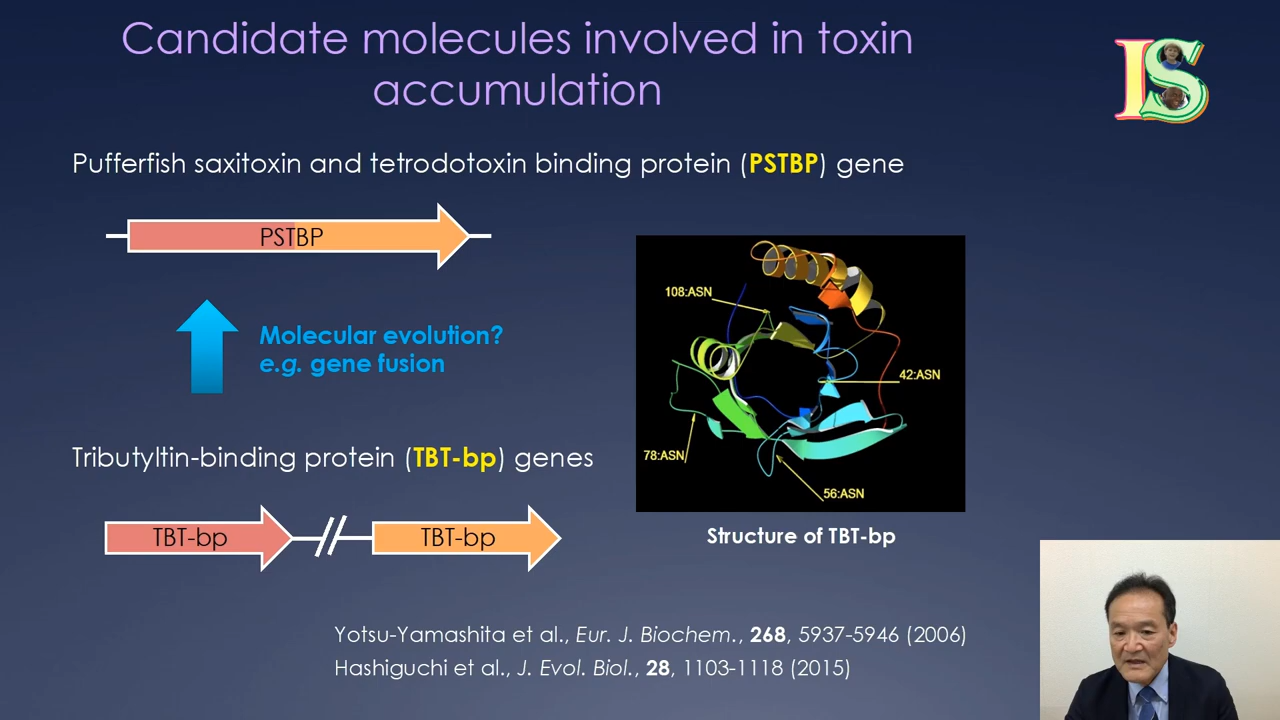 Candidate molecules involved in toxin
accumulation
IS
Pufferfish saxitoxin and tetrodotoxin binding protein (PSTBP) gene
PSTBP
Molecular evolution?
e.g. gene fusion
Tributyltin-binding protein (TBT-bp) genes
TBT-bp
TBT-bp
108:ASN
42:ASN
78:ASN
56:ASN
Structure of TBT-bp
Yotsu-Yamashita et al., Eur. J. Biochem., 268, 5937-5946 (2006)
Hashiguchi et al., J. Evol. Biol., 28, 1103-1118 (2015)